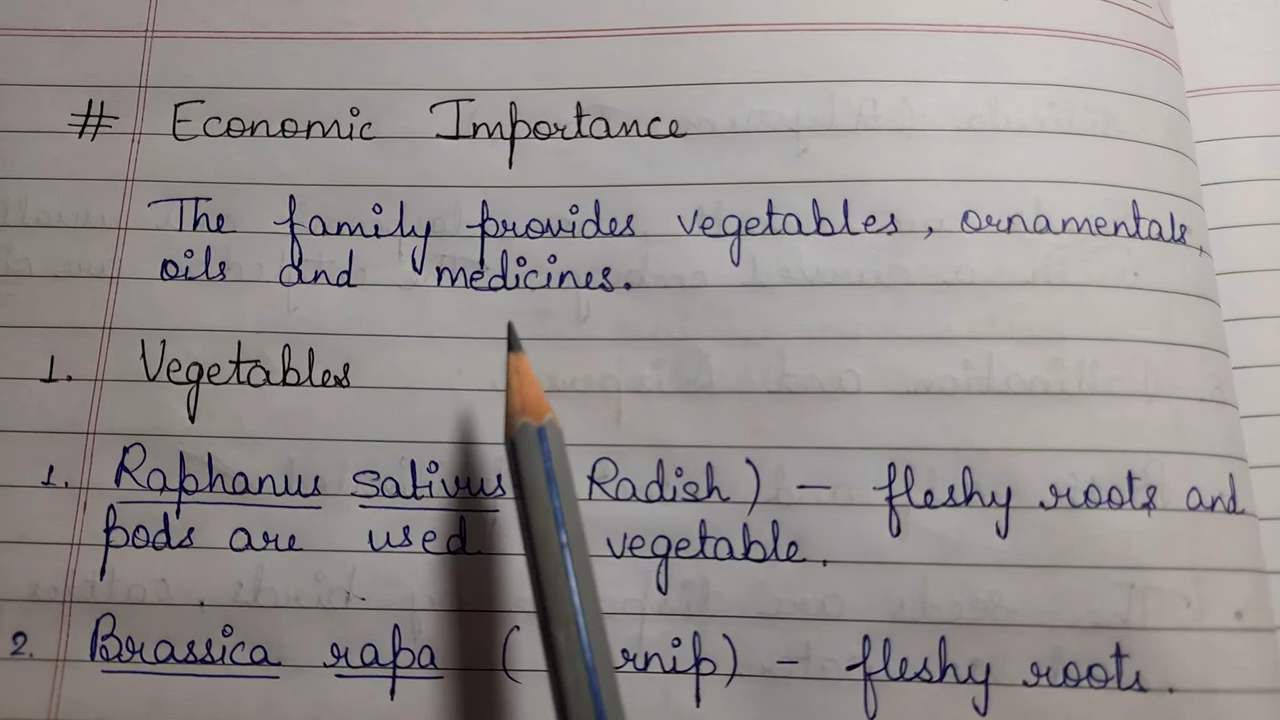 # Economic Importance
The family provides vegetables, ornamentals,
oils and medicines.
1. Vegetables
1. Raphanus sativus Radish) - fleshy roots and
pods are used vegetable.
2. Brassica rapa ( rnip) - fleshy roots.